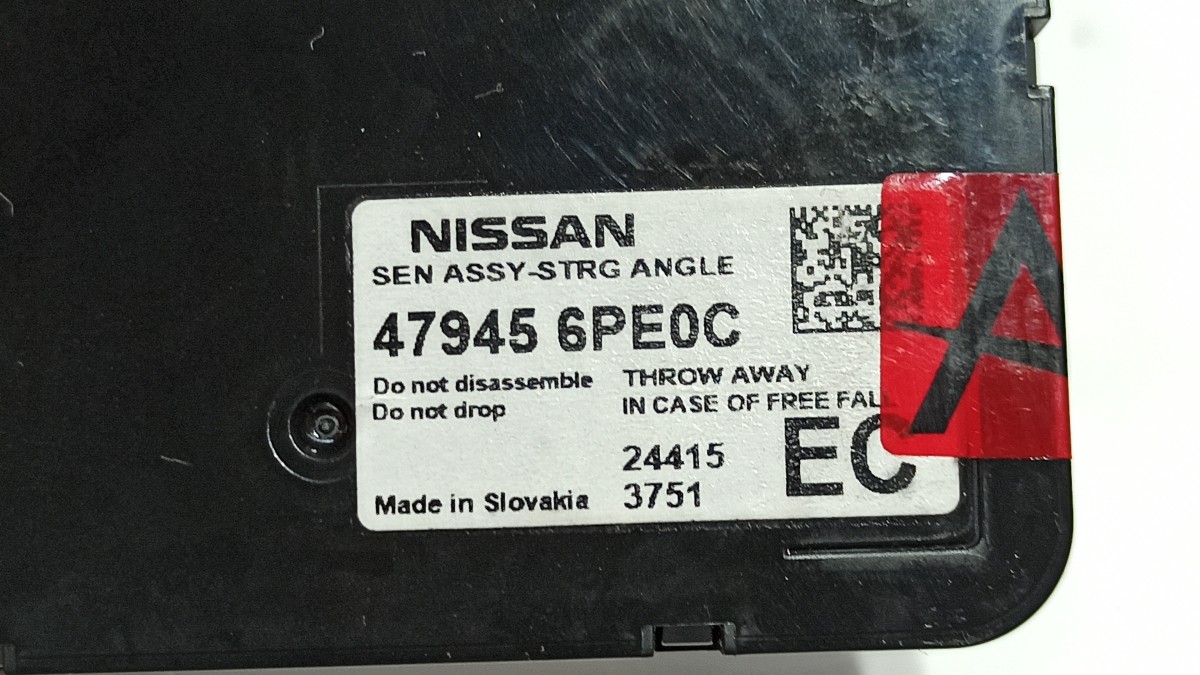 NISSAN
SEN ASSY-STRG ANGLE
47945 6PE0C
Do not disassemble
Do not drop
THROW AWAY
IN CASE OF FREE FALL
24415
3751
EC
Made in Slovakia